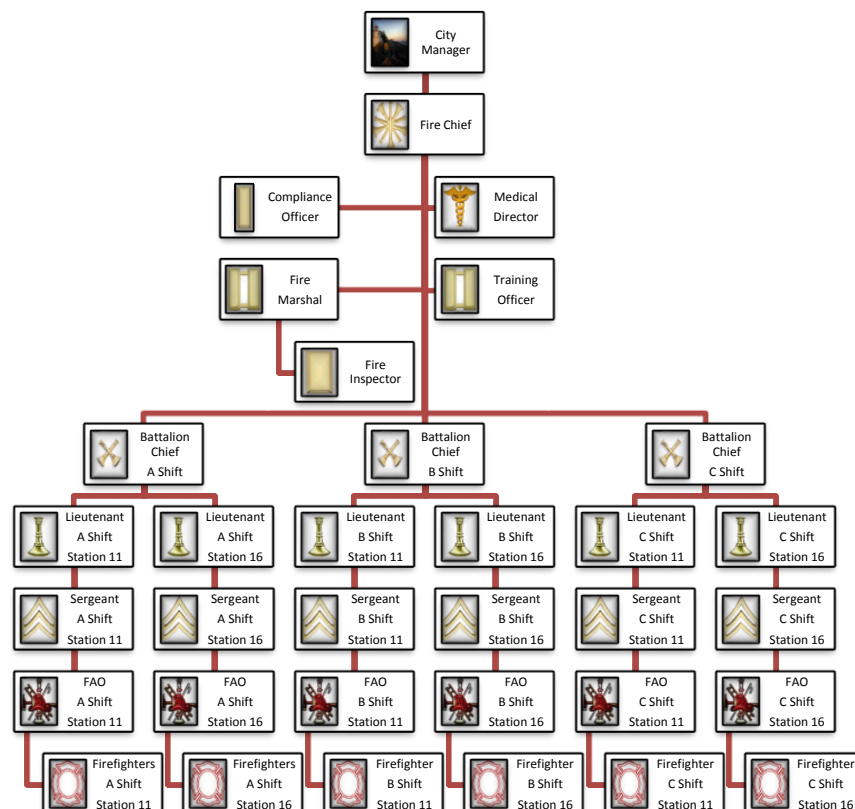 City
Manager
Fire Chief
Compliance
Officer
Medical
Director
Fire
Marshal
Training
Officer
Fire
Inspector
Battalion
Chief
A Shift
Battalion
Chief
B Shift
Battalion
Chief
C Shift
Lieutenant
A Shift
Station 11
Lieutenant
A Shift
Station 16
Lieutenant
B Shift
Station 11
Lieutenant
B Shift
Station 16
Lieutenant
C Shift
Station 11
Lieutenant
C Shift
Station 16
Sergeant
A Shift
Station 11
Sergeant
A Shift
Station 16
Sergeant
B Shift
Station 11
Sergeant
B Shift
Station 16
Sergeant
C Shift
Station 11
Sergeant
C Shift
Station 16
FAO
A Shift
Station 11
FAO
A Shift
Station 16
FAO
B Shift
Station 11
FAO
B Shift
Station 16
FAO
C Shift
Station 11
FAO
C Shift
Station 16
Firefighters
A Shift
Station 11
Firefighters
A Shift
Station 16
Firefighter
B Shift
Station 11
Firefighter
B Shift
Station 16
Firefighter
C Shift
Station 11
Firefighter
C Shift
Station 16